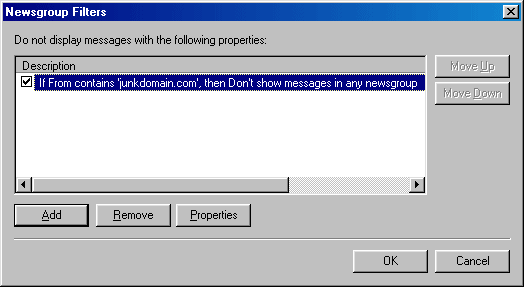 Newsgroup Filters
Do not display messages with the following properties:
Description
If From contains 'junkdomain.com', then Don't show messages in any newsgroup
Move Up
Move Down
Add
Remove
Properties
OK
Cancel